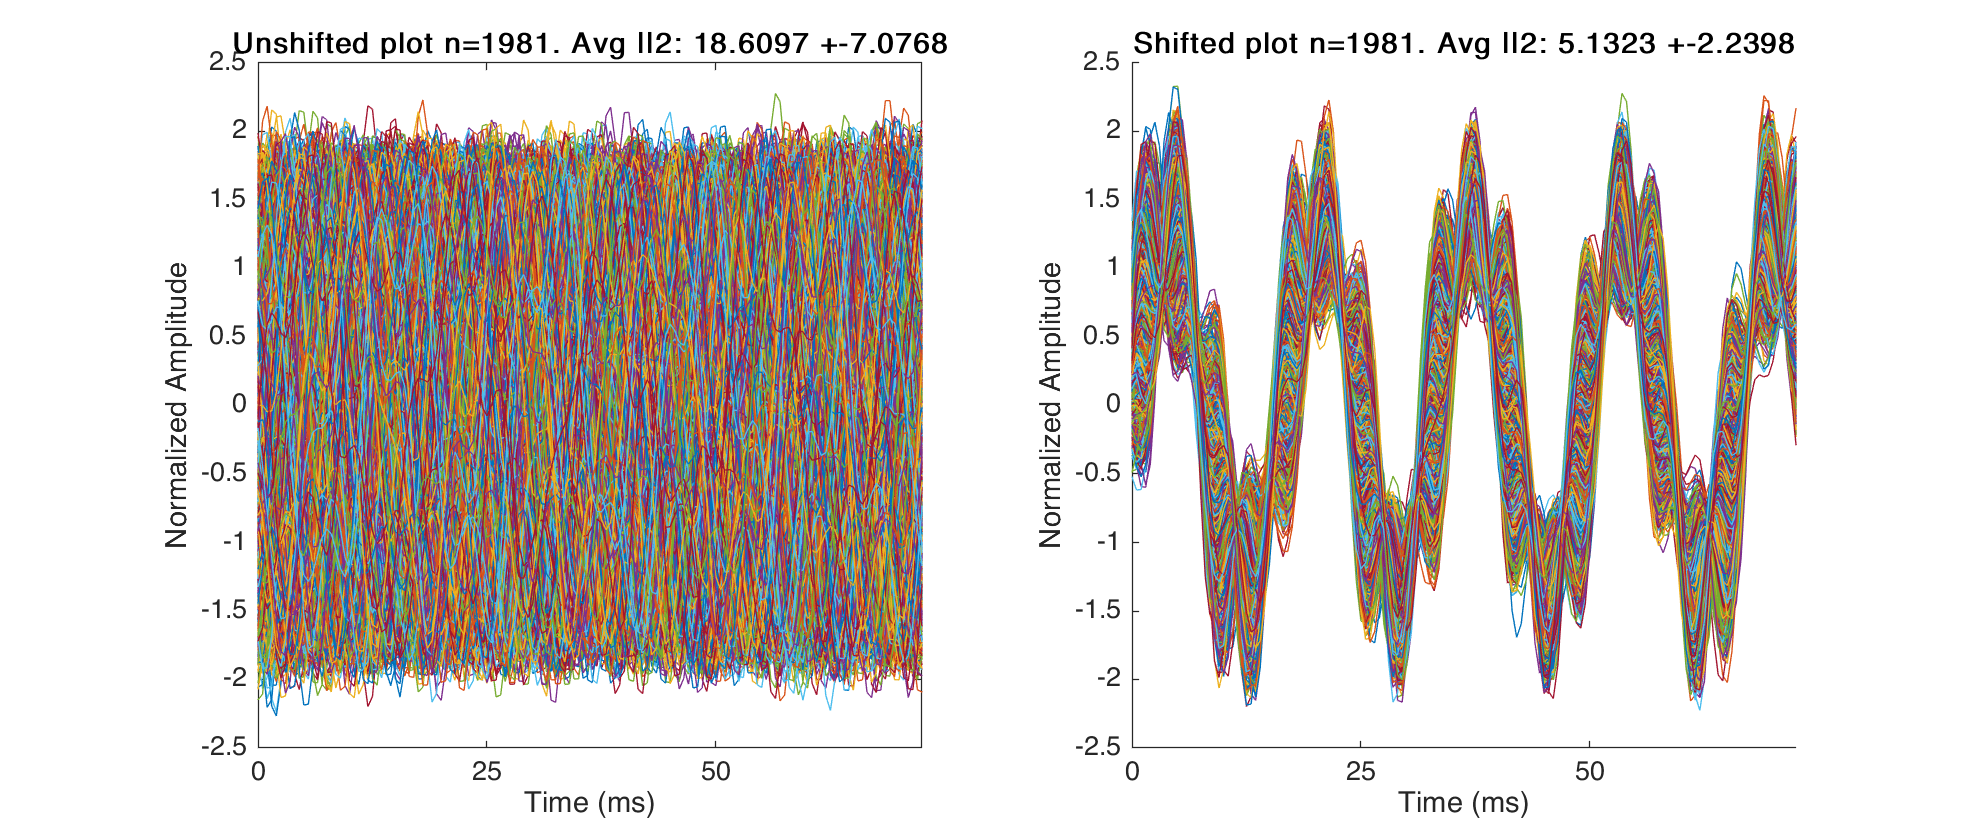 Unshifted plot n=1981. Avg ll2: 18.6097 +-7.0768
2.5
2
1.5
1
0.5
0
-0.5
-1
-1.5
-2
-2.5
Normalized Amplitude
0 25 50
Time (ms)
Shifted plot n=1981. Avg ll2: 5.1323 +-2.2398
2.5
2
1.5
1
0.5
0
-0.5
-1
-1.5
-2
-2.5
Normalized Amplitude
0 25 50
Time (ms)